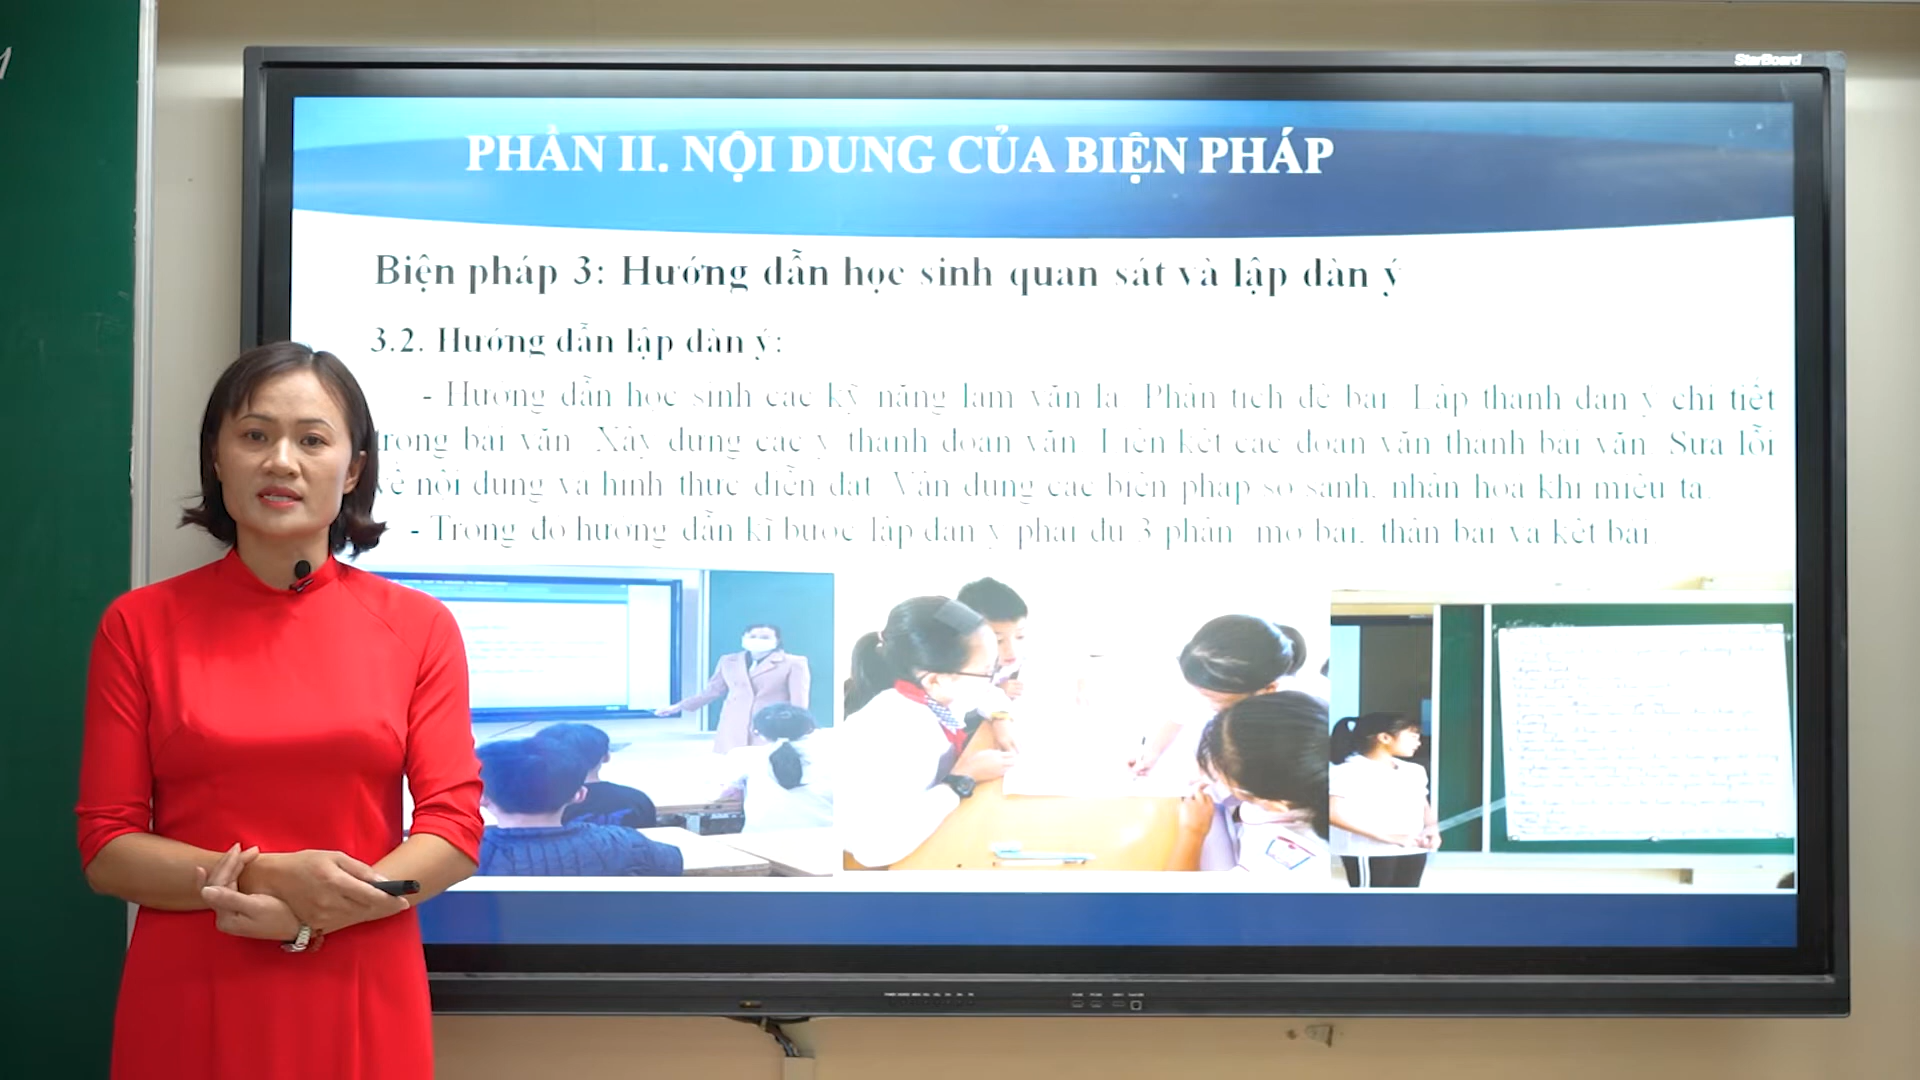 StarBoard
PHẦN II. NỘI DUNG CỦA BIỆN PHÁP
Biện pháp 3: Hướng dẫn học sinh quan sát và lập dàn ý
3.2. Hướng dẫn lập dàn ý:
- Hướng dẫn học sinh các kỹ năng làm văn là: Phân tích đề bài. Lập thành dàn ý chi tiết
trong bài văn. Xây dựng các ý thành đoạn văn. Liên kết các đoạn văn thành bài văn. Sửa lỗi
về nội dung và hình thức diễn đạt. Vận dụng các biện pháp so sánh, nhân hóa khi miêu tả.
- Trong đó hướng dẫn kĩ bước lập dàn ý phải đủ 3 phần: mở bài, thân bài và kết bài.